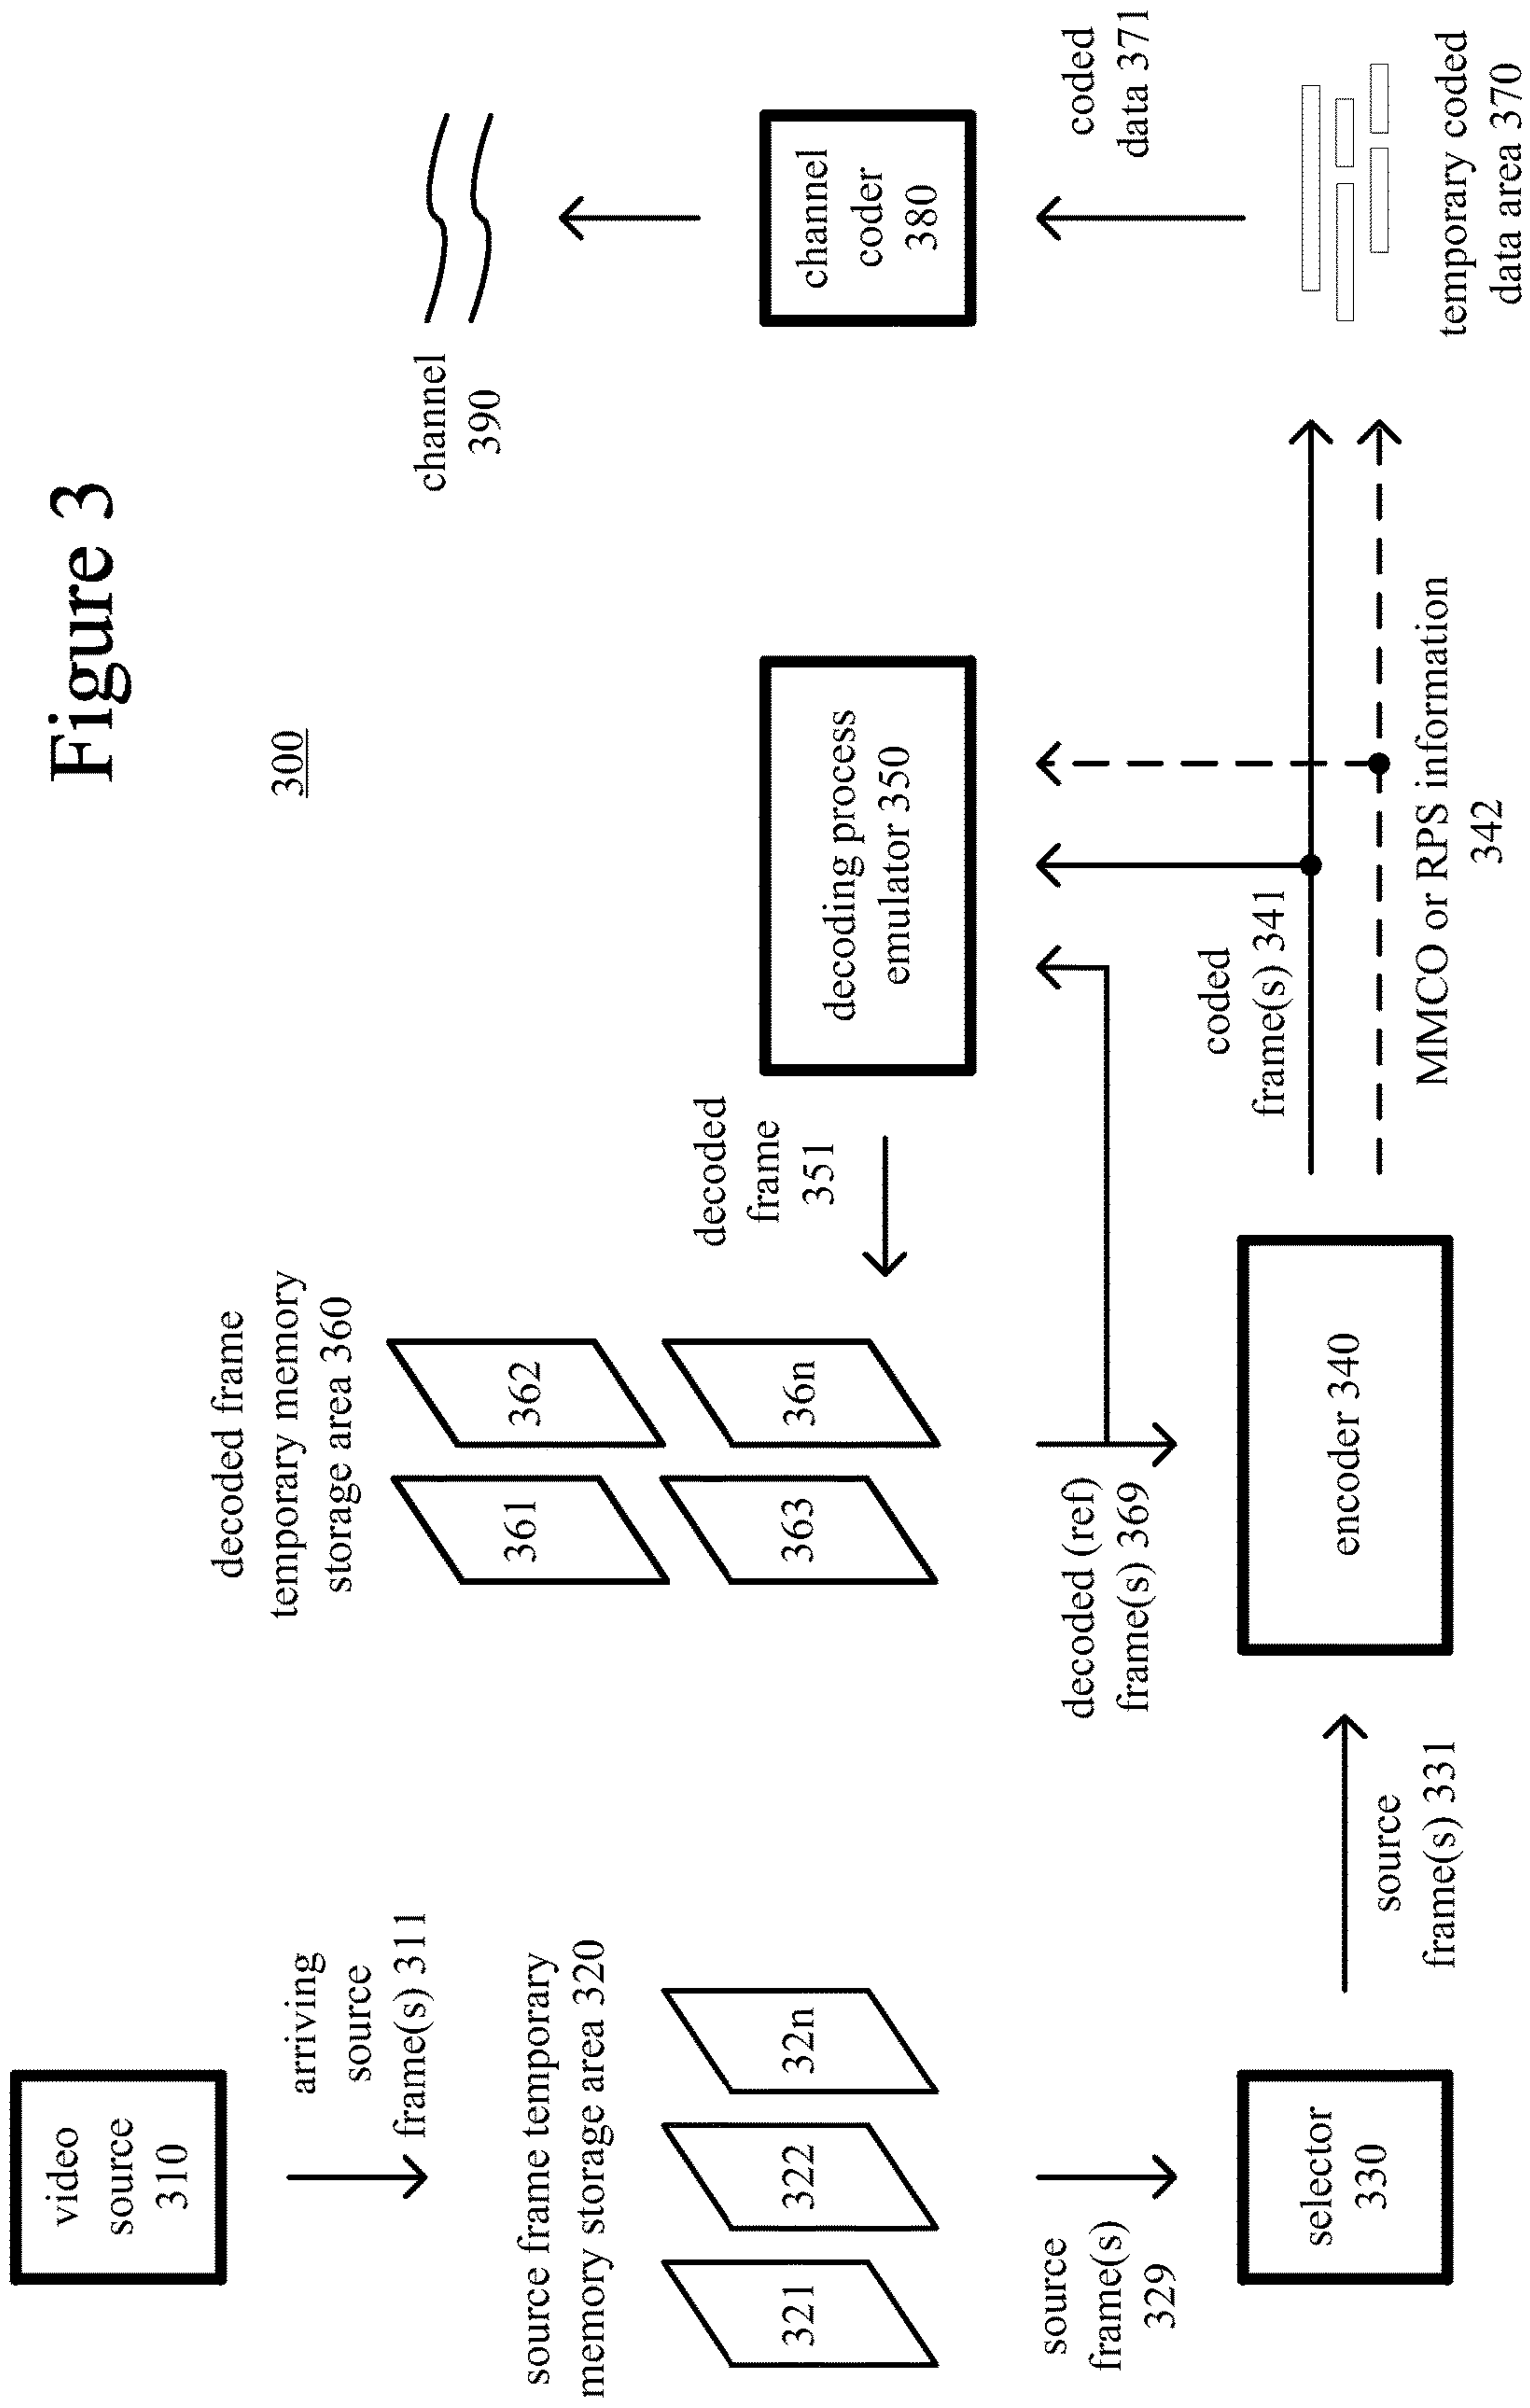 Figure 3
300
video
source
310
arriving
source
frame(s) 311
source frame temporary
memory storage area 320
321
322
32n
source
frame(s)
329
selector
330
source
frame(s) 331
decoded frame
temporary memory
storage area 360
361
362
363
36n
decoded
frame
351
decoded (ref)
frame(s) 369
encoder 340
decoding process
emulator 350
coded
frame(s) 341
MMCO or RPS information
342
channel
390
channel
coder
380
coded
data 371
temporary coded
data area 370